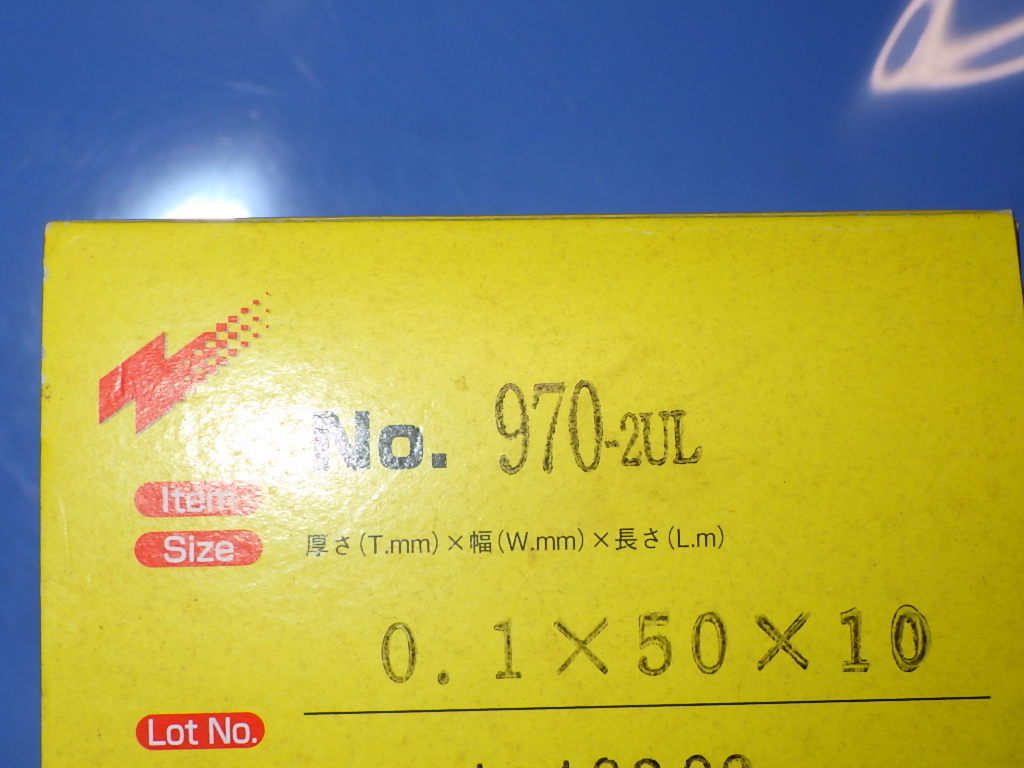 No. 970-2UL
Item
Size 厚さ(T.mm)×幅(W.mm)×長さ(L.m)
0.1×50×10
Lot No.